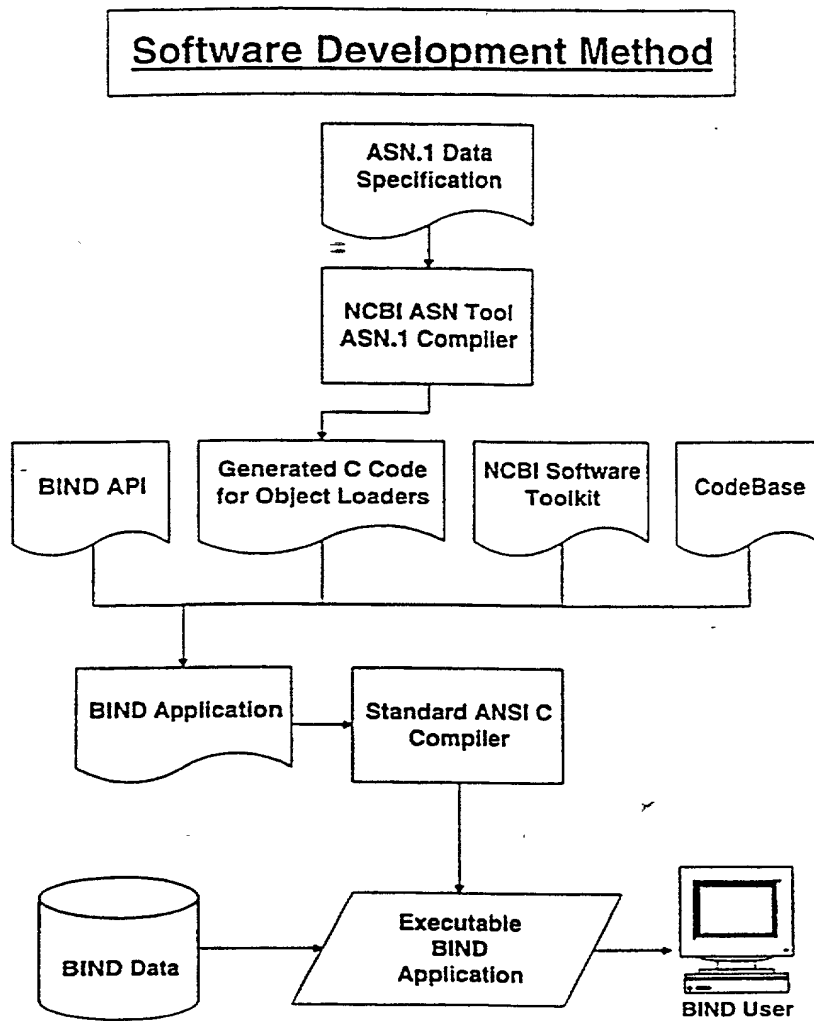 Software Development Method
ASN.1 Data
Specification
NCBI ASN Tool
ASN.1 Compiler
BIND API
Generated C Code
for Object Loaders
NCBI Software
Toolkit
CodeBase
BIND Application
Standard ANSI C
Compiler
BIND Data
Executable
BIND
Application
BIND User